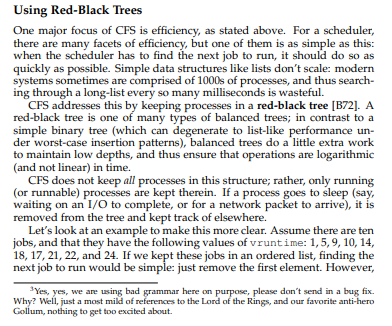 Using Red-Black Trees
One major focus of CFS is efficiency, as stated above. For a scheduler,
there are many facets of efficiency, but one of them is as simple as this:
when the scheduler has to find the next job to run, it should do so as
quickly as possible. Simple data structures like lists don't scale: modern
systems sometimes are comprised of 1000s of processes, and thus search-
ing through a long-list every so many milliseconds is wasteful.
CFS addresses this by keeping processes in a red-black tree [B72]. A
red-black tree is one of many types of balanced trees; in contrast to a
simple binary tree (which can degenerate to list-like performance un-
der worst-case insertion patterns), balanced trees do a little extra work
to maintain low depths, and thus ensure that operations are logarithmic
(and not linear) in time.
CFS does not keep all processes in this structure; rather, only running
(or runnable) processes are kept therein. If a process goes to sleep (say,
waiting on an I/O to complete, or for a network packet to arrive), it is
removed from the tree and kept track of elsewhere.
Let's look at an example to make this more clear. Assume there are ten
jobs, and that they have the following values of vruntime: 1, 5, 9, 10, 14,
18, 17, 21, 22, and 24. If we kept these jobs in an ordered list, finding the
next job to run would be simple: just remove the first element. However,
3Yes, yes, we are using bad grammar here on purpose, please don't send in a bug fix.
Why? Well, just a most mild of references to the Lord of the Rings, and our favorite anti-hero
Gollum, nothing to get too excited about.